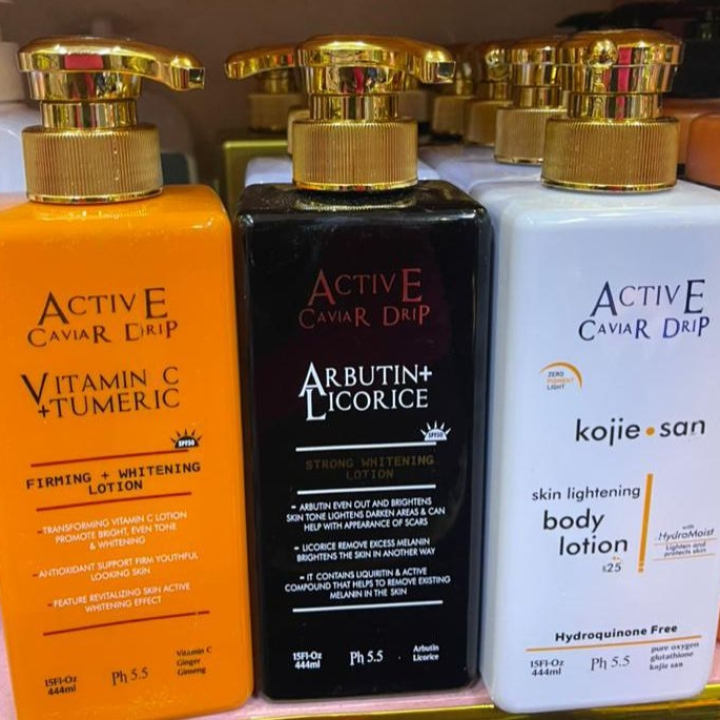 ACTIVE
CAVIAR DRIP
VITAMIN C
+TUMERIC
SPF50
FIRMING + WHITENING
LOTION
-TRANSFORMING VITAMIN C LOTION
PROMOTE BRIGHT, EVEN TONE
& WHITENING
-ANTIOXIDANT SUPPORT FIRM YOUTHFUL
LOOKING SKIN
-FEATURE REVITALIZING SKIN ACTIVE
WHITENING EFFECT
15Fl-Oz
444ml
Ph 5.5
Vitamin C
Ginger
Ginseng
ACTIVE
CAVIAR DRIP
ARBUTIN+
LICORICE
SPF50
STRONG WHITENING
LOTION
- ARBUTIN EVEN OUT AND BRIGHTENS
SKIN TONE LIGHTENS DARKEN AREAS & CAN
HELP WITH APPEARANCE OF SCARS
- LICORICE REMOVE EXCESS MELANIN
BRIGHTENS THE SKIN IN ANOTHER WAY
- IT CONTAINS LIQUIRITIN & ACTIVE
COMPOUND THAT HELPS TO REMOVE EXISTING
MELANIN IN THE SKIN
15Fl-Oz
444ml
Ph 5.5
Arbutin
Licorice
ACTIVE
CAVIAR DRIP
ZERO
PIGMENT
LIGHT
kojie•san
skin lightening
body
lotion
25
with
HydroMoist
Lighten and
protects skin
Hydroquinone Free
15Fl-Oz
444ml
Ph 5.5
pure oxygen
glutathione
kojie san